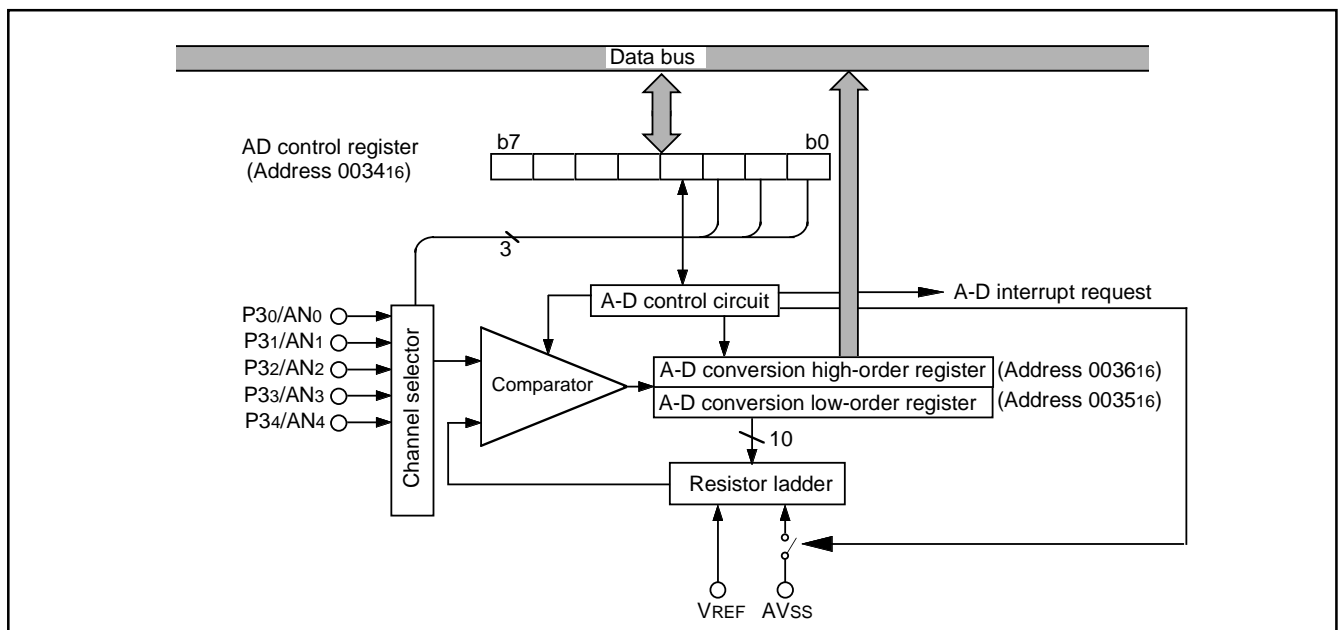 Data bus
AD control register
(Address 003416)
b7
b0
3
A-D control circuit
A-D interrupt request
P30/AN0
P31/AN1
P32/AN2
P33/AN3
P34/AN4
Channel selector
Comparator
A-D conversion high-order register
(Address 003616)
A-D conversion low-order register
(Address 003516)
10
Resistor ladder
VREF
AVSS